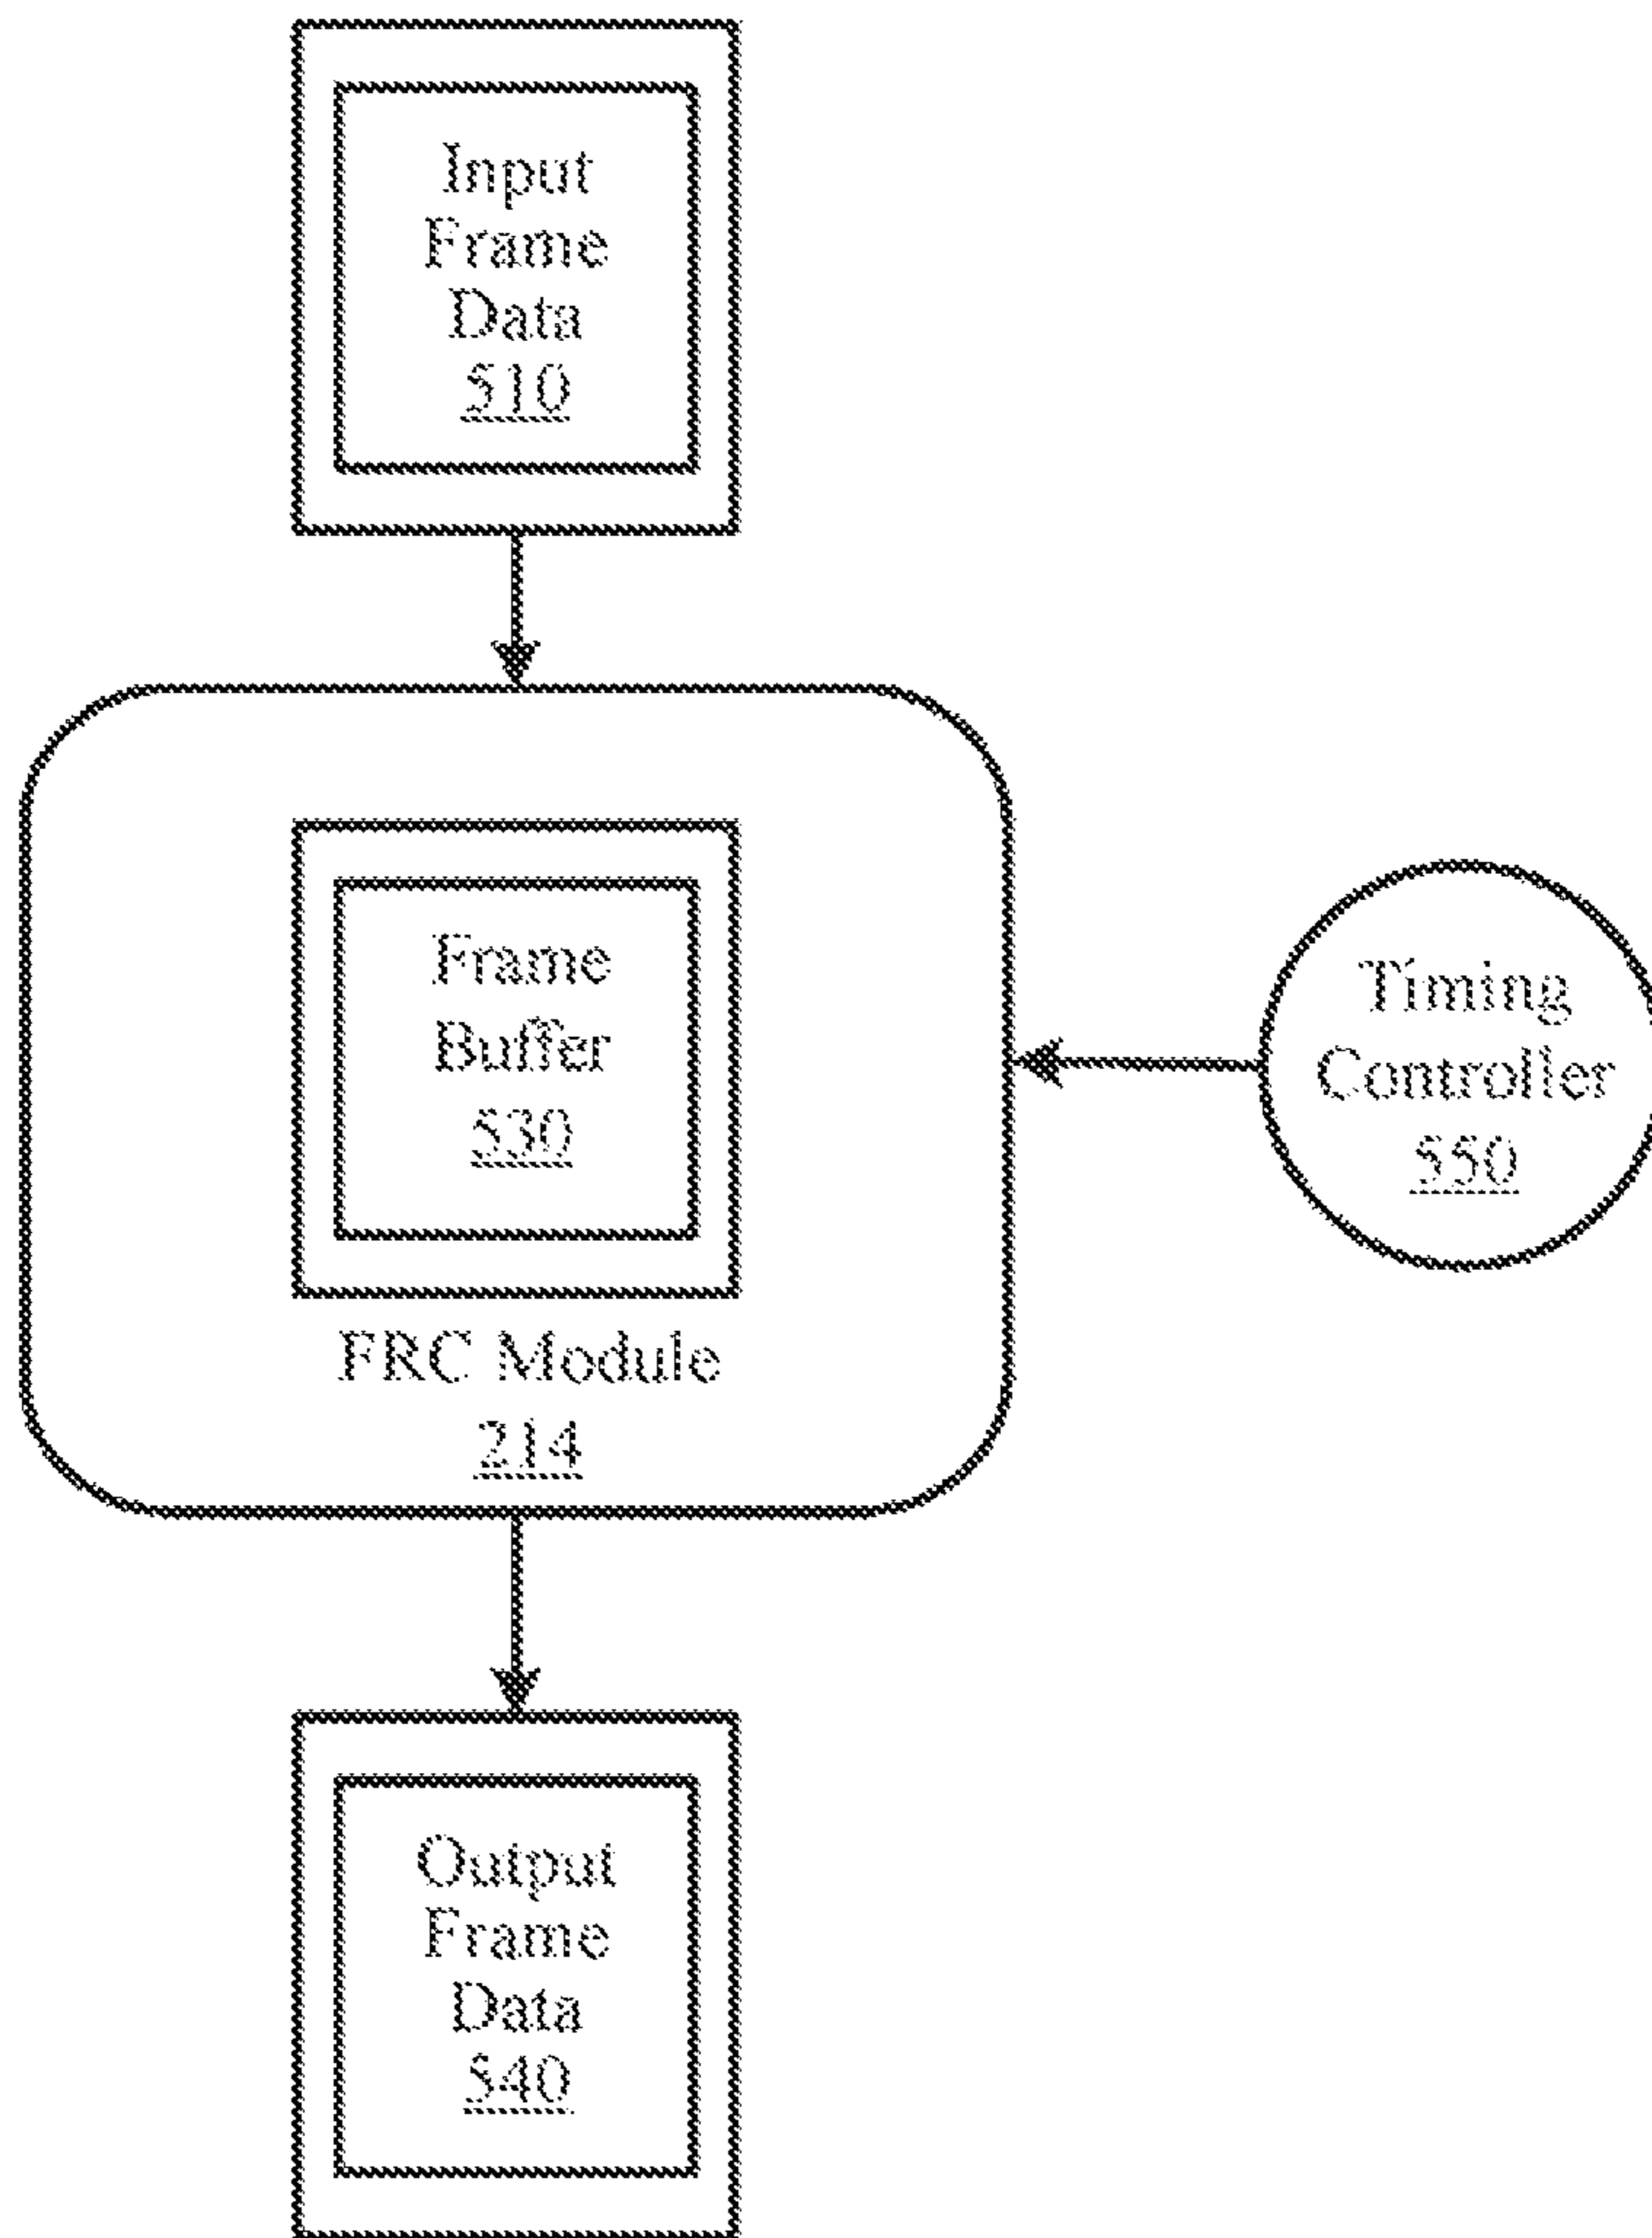 Input
Frame
Data
510
Frame
Buffer
530
FRC Module
214
Timing
Controller
550
Output
Frame
Data
540